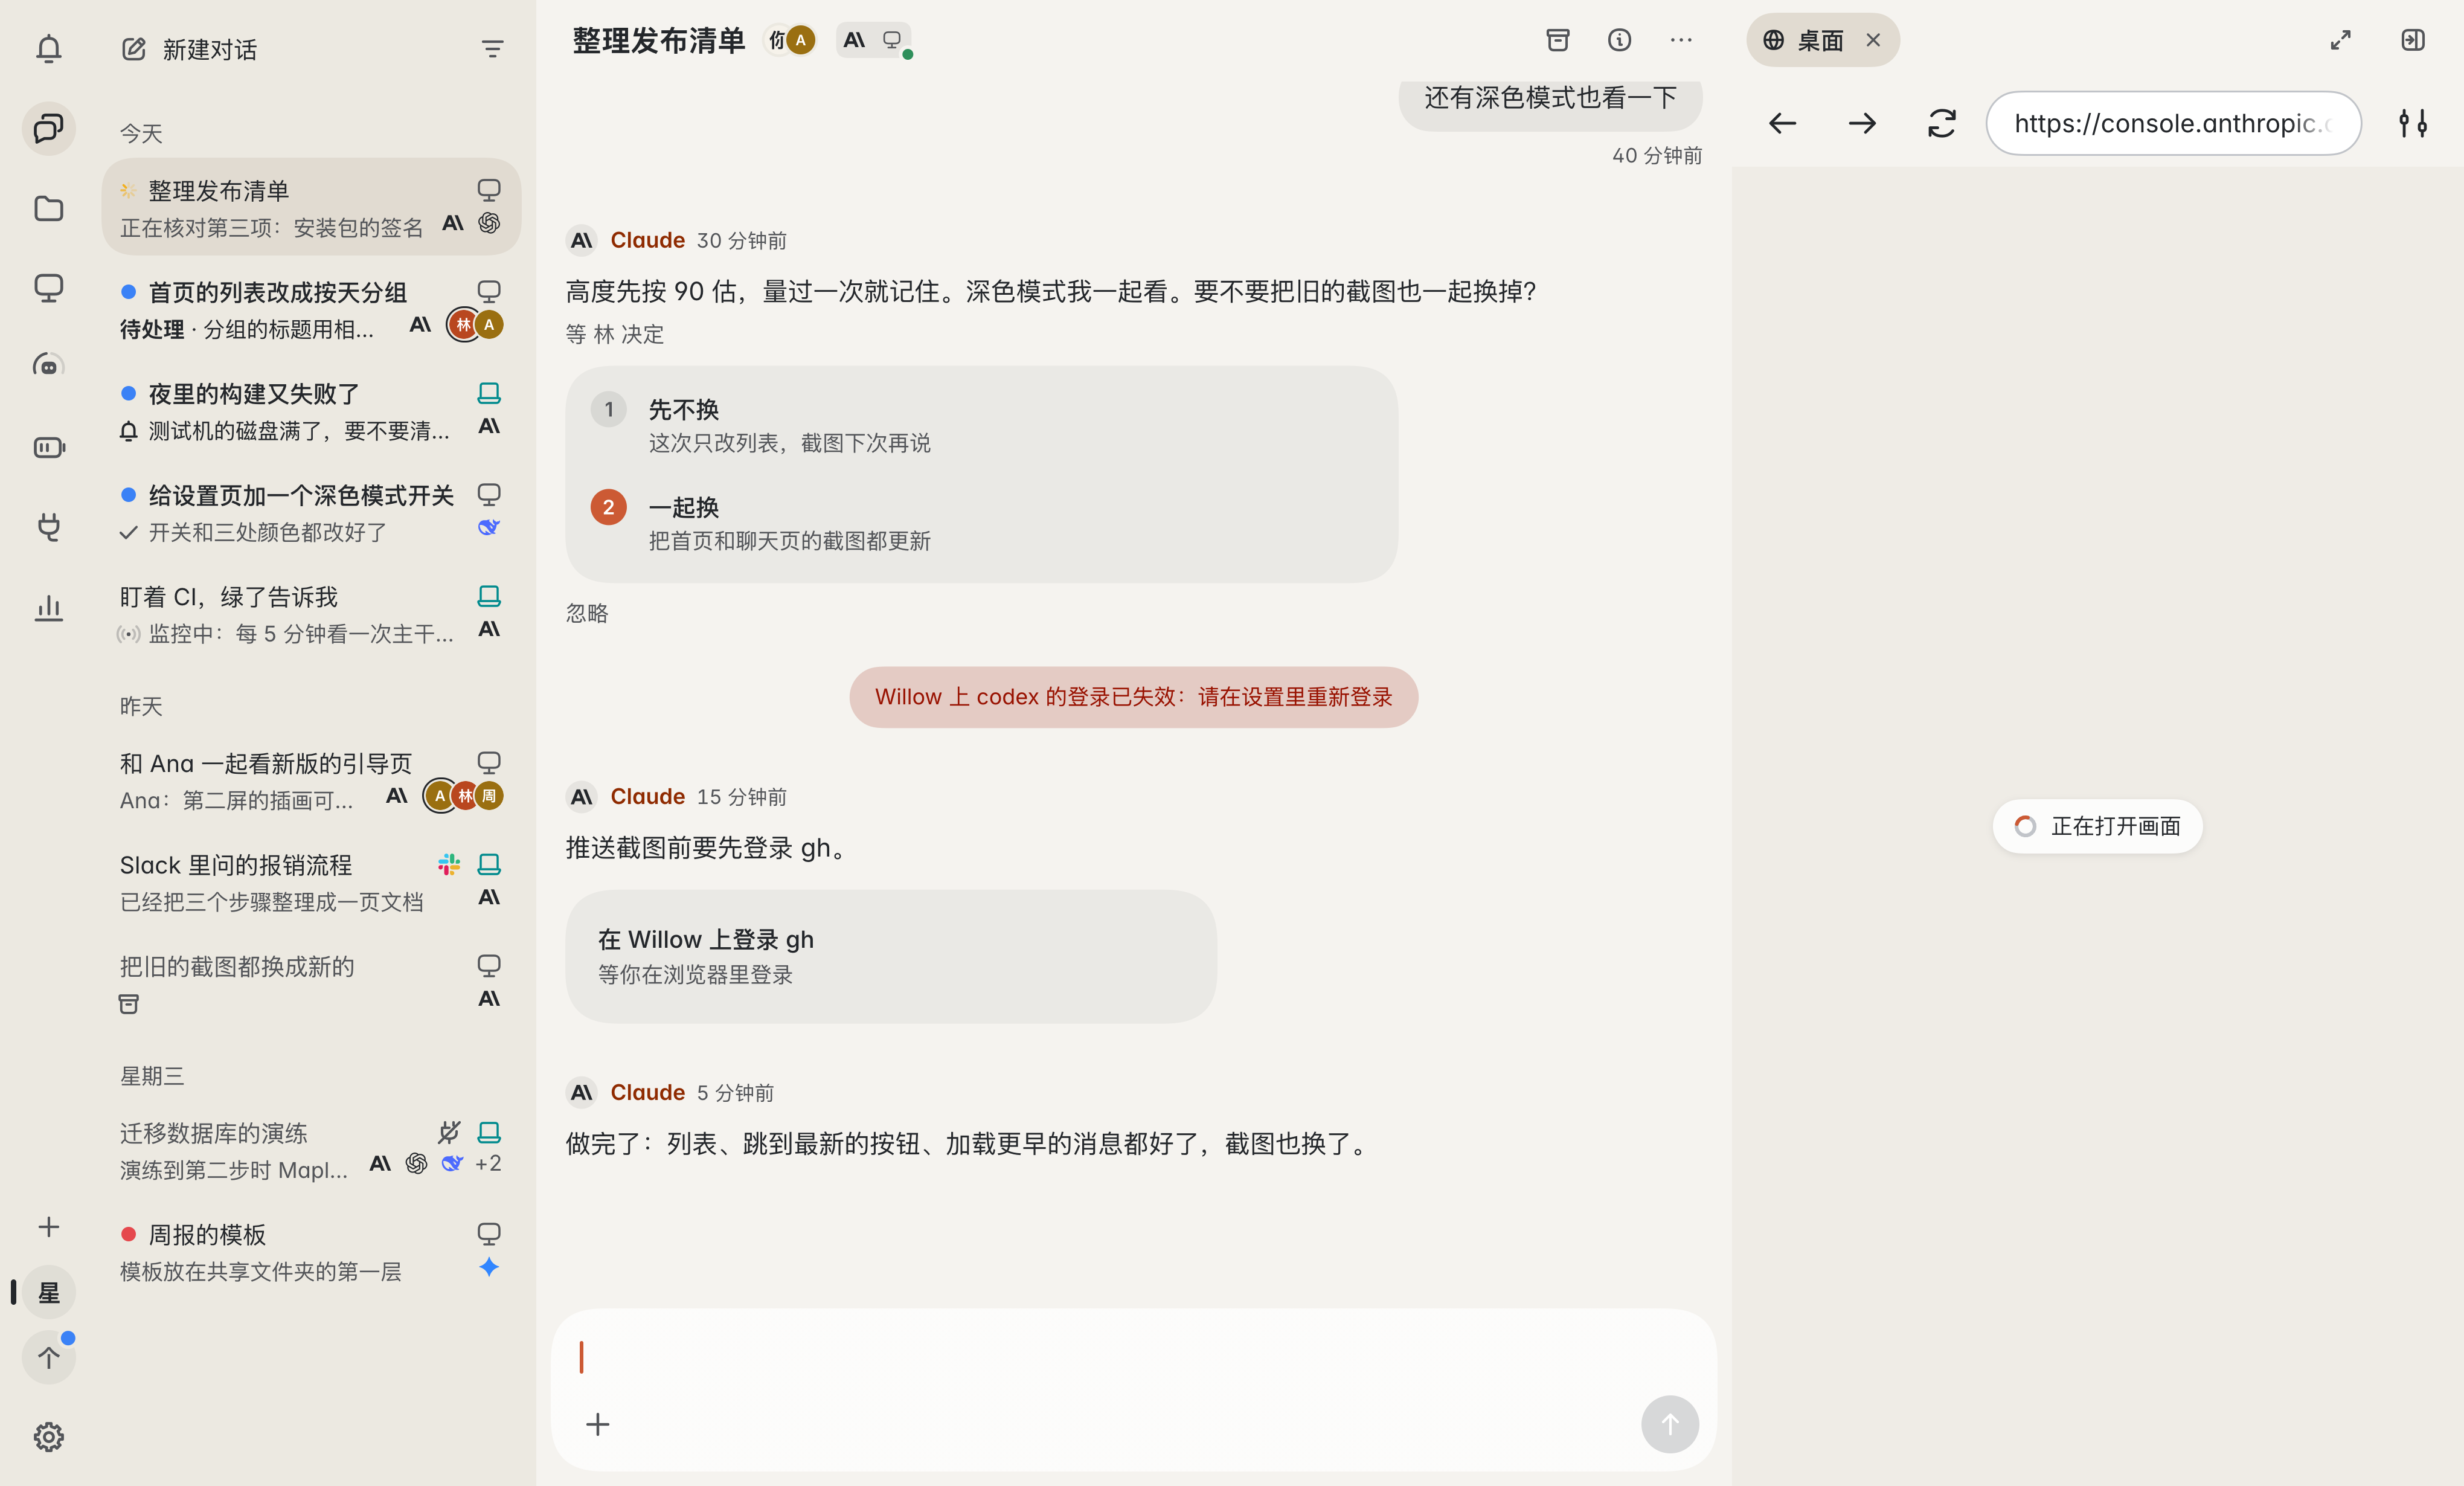 新建对话
今天
整理发布清单
正在核对第三项：安装包的签名
首页的列表改成按天分组
待处理 · 分组的标题用相...
林 A
夜里的构建又失败了
测试机的磁盘满了，要不要清...
给设置页加一个深色模式开关
开关和三处颜色都改好了
盯着 CI，绿了告诉我
监控中：每 5 分钟看一次主干...
昨天
和 Ana 一起看新版的引导页
Ana：第二屏的插画可...
A 林 周
Slack 里问的报销流程
已经把三个步骤整理成一页文档
把旧的截图都换成新的
星期三
迁移数据库的演练
演练到第二步时 Mapl...
+2
周报的模板
模板放在共享文件夹的第一层
星
个
整理发布清单
你 A
还有深色模式也看一下
40 分钟前
Claude 30 分钟前
高度先按 90 估，量过一次就记住。深色模式我一起看。要不要把旧的截图也一起换掉？
等 林 决定
1 先不换
这次只改列表，截图下次再说
2 一起换
把首页和聊天页的截图都更新
忽略
Willow 上 codex 的登录已失效：请在设置里重新登录
Claude 15 分钟前
推送截图前要先登录 gh。
在 Willow 上登录 gh
等你在浏览器里登录
Claude 5 分钟前
做完了：列表、跳到最新的按钮、加载更早的消息都好了，截图也换了。
桌面
https://console.anthropic.c
正在打开画面